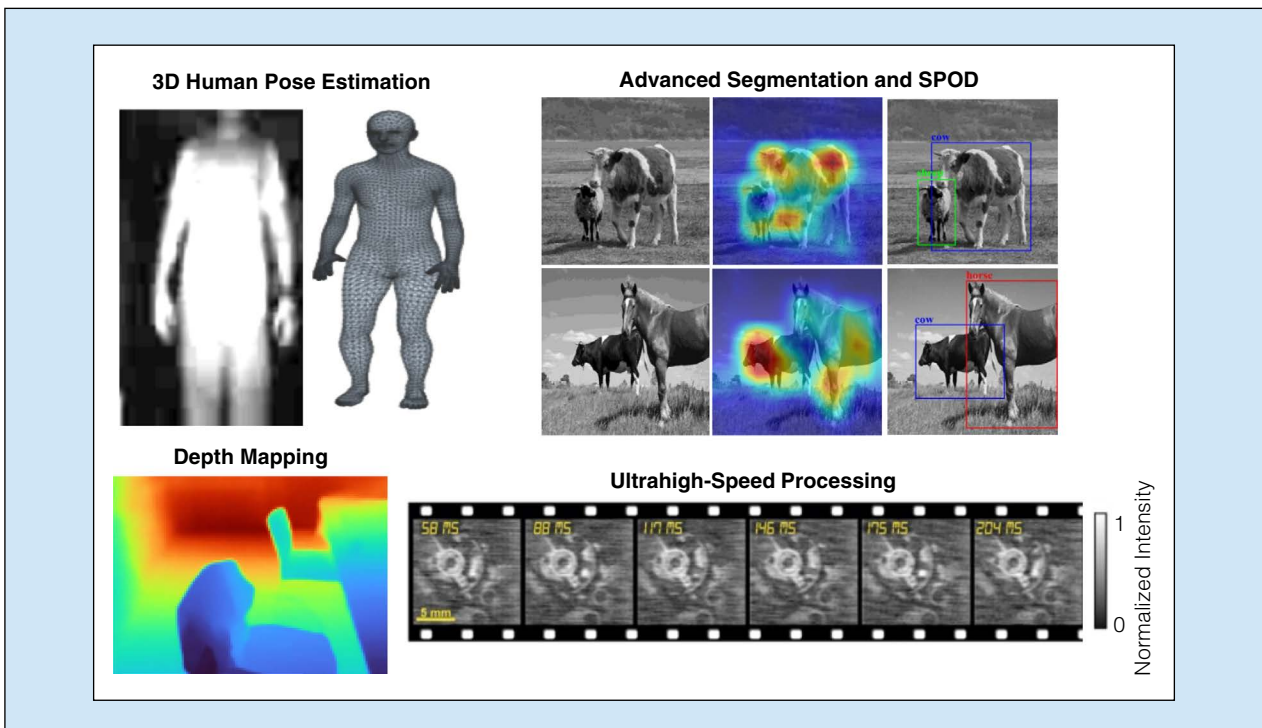 3D Human Pose Estimation
Advanced Segmentation and SPOD
cow
horse
cow
Depth Mapping
Ultrahigh-Speed Processing
58 MS
88 MS
117 MS
146 MS
175 MS
204 MS
5 mm
1
0
Normalized Intensity